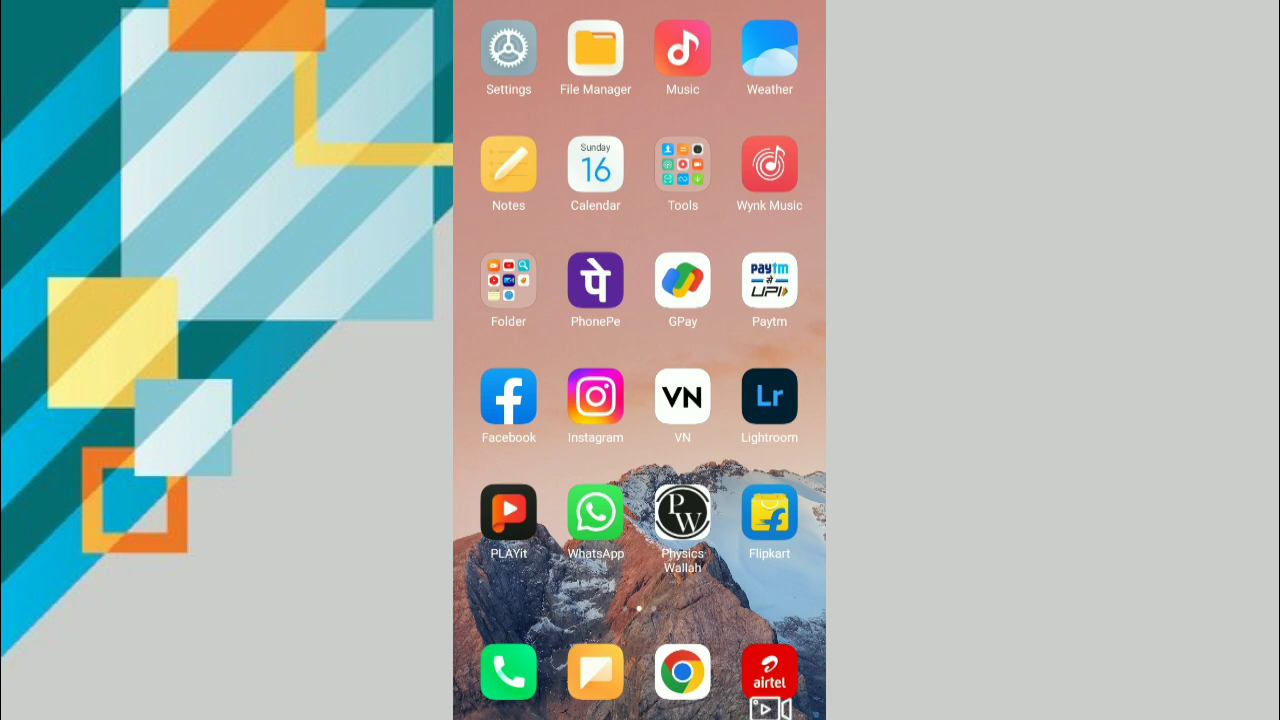 Settings
File Manager
Music
Weather
Sunday
16
Notes
Calendar
Tools
Wynk Music
पे
Paytm
से
UPI
Folder
PhonePe
GPay
Paytm
VN
Lr
Facebook
Instagram
VN
Lightroom
P
PW
f
PLAYit
WhatsApp
Physics
Wallah
Flipkart
airtel